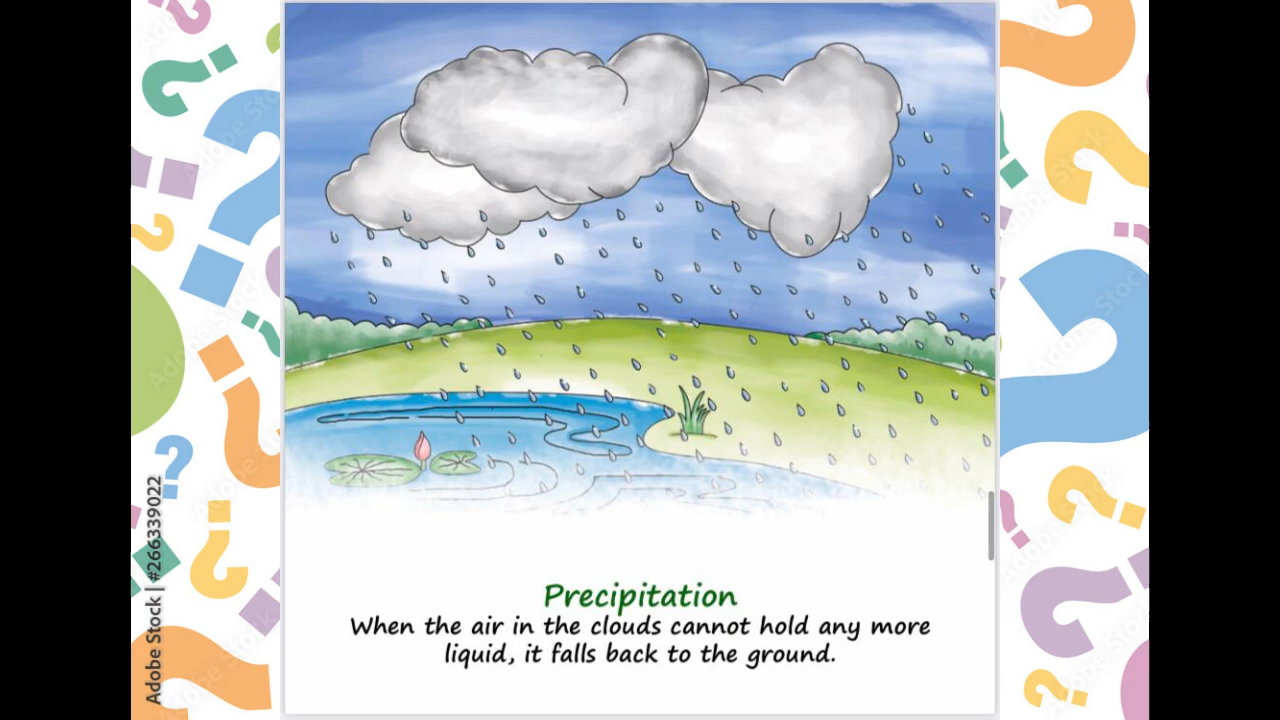 Precipitation
When the air in the clouds cannot hold any more
liquid, it falls back to the ground.
Adobe Stock | #266339022